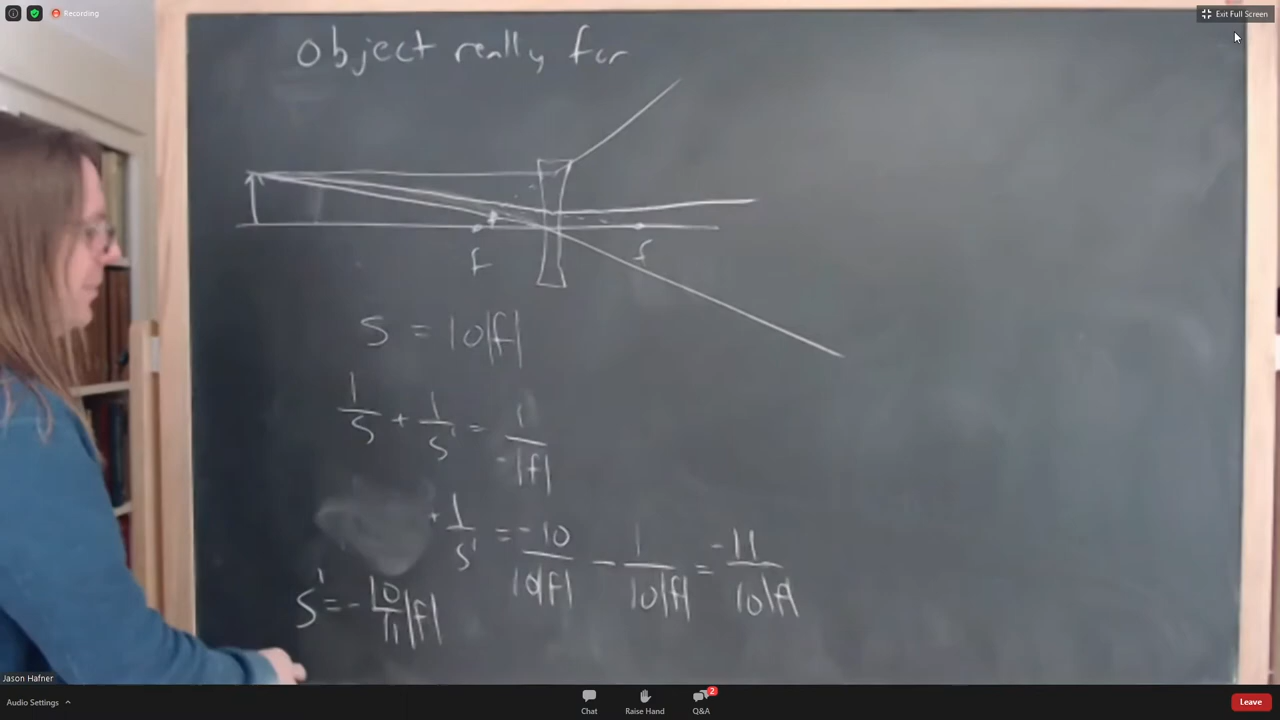 Recording
Exit Full Screen
object really far
f f
S = 10|f|
1/S + 1/S' = 1/-|f|
+ 1/S' = -10/10|f| - 1/10|f| = -11/10|f|
S' = - 10/11 |f|
Jason Hafner
Audio Settings
Chat
Raise Hand
2
Q&A
Leave